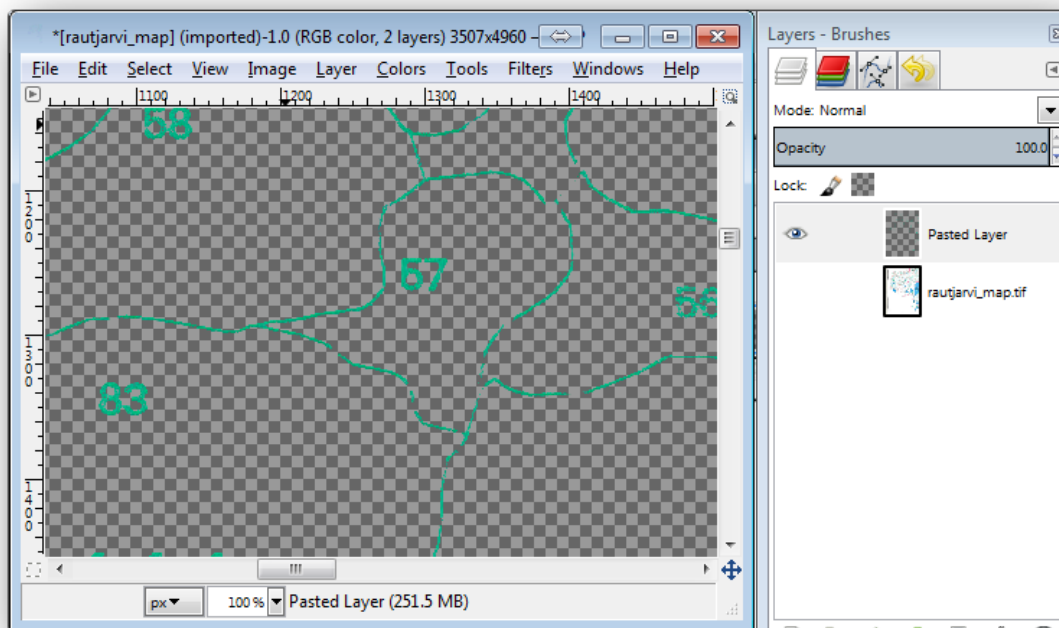 *[rautjarvi_map] (imported)-1.0 (RGB color, 2 layers) 3507x4960 –
File Edit Select View Image Layer Colors Tools Filters Windows Help
1100 1200 1300 1400
1200
1300
1400
58
57
83
px 100 % Pasted Layer (251.5 MB)
Layers - Brushes
Mode: Normal
Opacity 100.0
Lock:
Pasted Layer
rautjarvi_map.tif